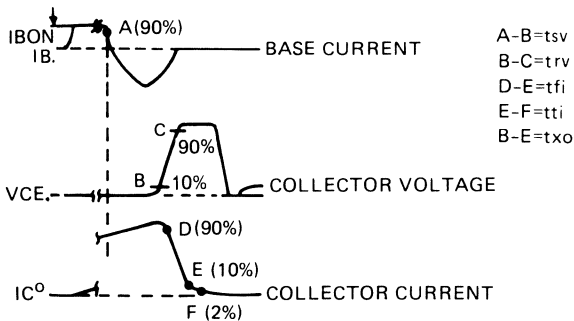 IBON
IB.
A (90%)
BASE CURRENT
A-B=tsv
B-C=trv
D-E=tfi
E-F=tti
B-E=txo
C
90%
B
10%
VCE.
COLLECTOR VOLTAGE
D (90%)
E (10%)
IC°
F (2%)
COLLECTOR CURRENT